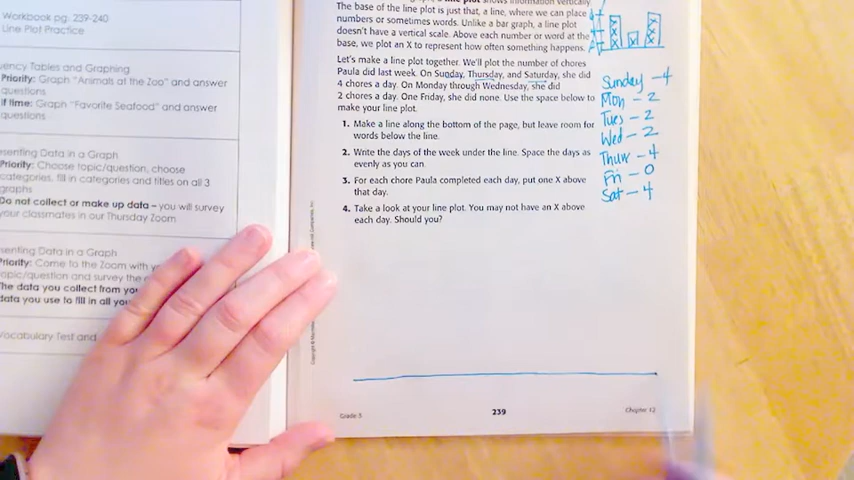 Workbook pg. 239-240
Line Plot Practice
ency Tables and Graphing
Priority: Graph "Animals at the Zoo" and answer
questions
If time: Graph "Favorite Seafood" and answer
questions
senting Data in a Graph
Priority: Choose topic/question, choose
categories, fill in categories and titles on all 3
graphs
Do not collect or make up data – you will survey
your classmates in our Thursday Zoom
senting Data in a Graph
Priority: Come to the Zoom with
opic/question and survey the
The data you collect from you
data you use to fill in all you
Vocabulary Test and
plot shows information vertically
The base of the line plot is just that, a line, where we can place
numbers or sometimes words. Unlike a bar graph, a line plot
doesn't have a vertical scale. Above each number or word at the
base, we plot an X to represent how often something happens.
Let's make a line plot together. We'll plot the number of chores
Paula did last week. On Sunday, Thursday, and Saturday, she did
4 chores a day. On Monday through Wednesday, she did
2 chores a day. One Friday, she did none. Use the space below to
make your line plot.
1. Make a line along the bottom of the page, but leave room for
words below the line.
2. Write the days of the week under the line. Space the days as
evenly as you can.
3. For each chore Paula completed each day, put one X above
that day.
4. Take a look at your line plot. You may not have an X above
each day. Should you?
Sunday - 4
Mon - 2
Tues - 2
Wed - 2
Thur - 4
Fri - 0
Sat - 4
Grade 5
239
Chapter 12